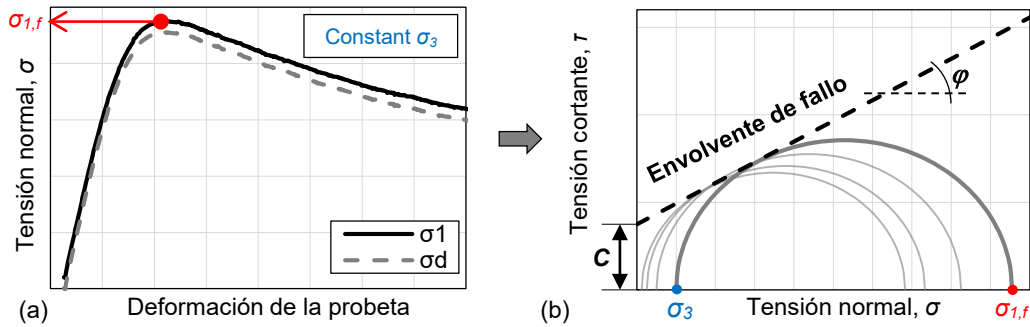 σ1,f
Constant σ3
Tensión normal, σ
σ1
σd
(a)
Deformación de la probeta
Tensión cortante, τ
Envolvente de fallo
φ
C
(b)
σ3
Tensión normal, σ
σ1,f